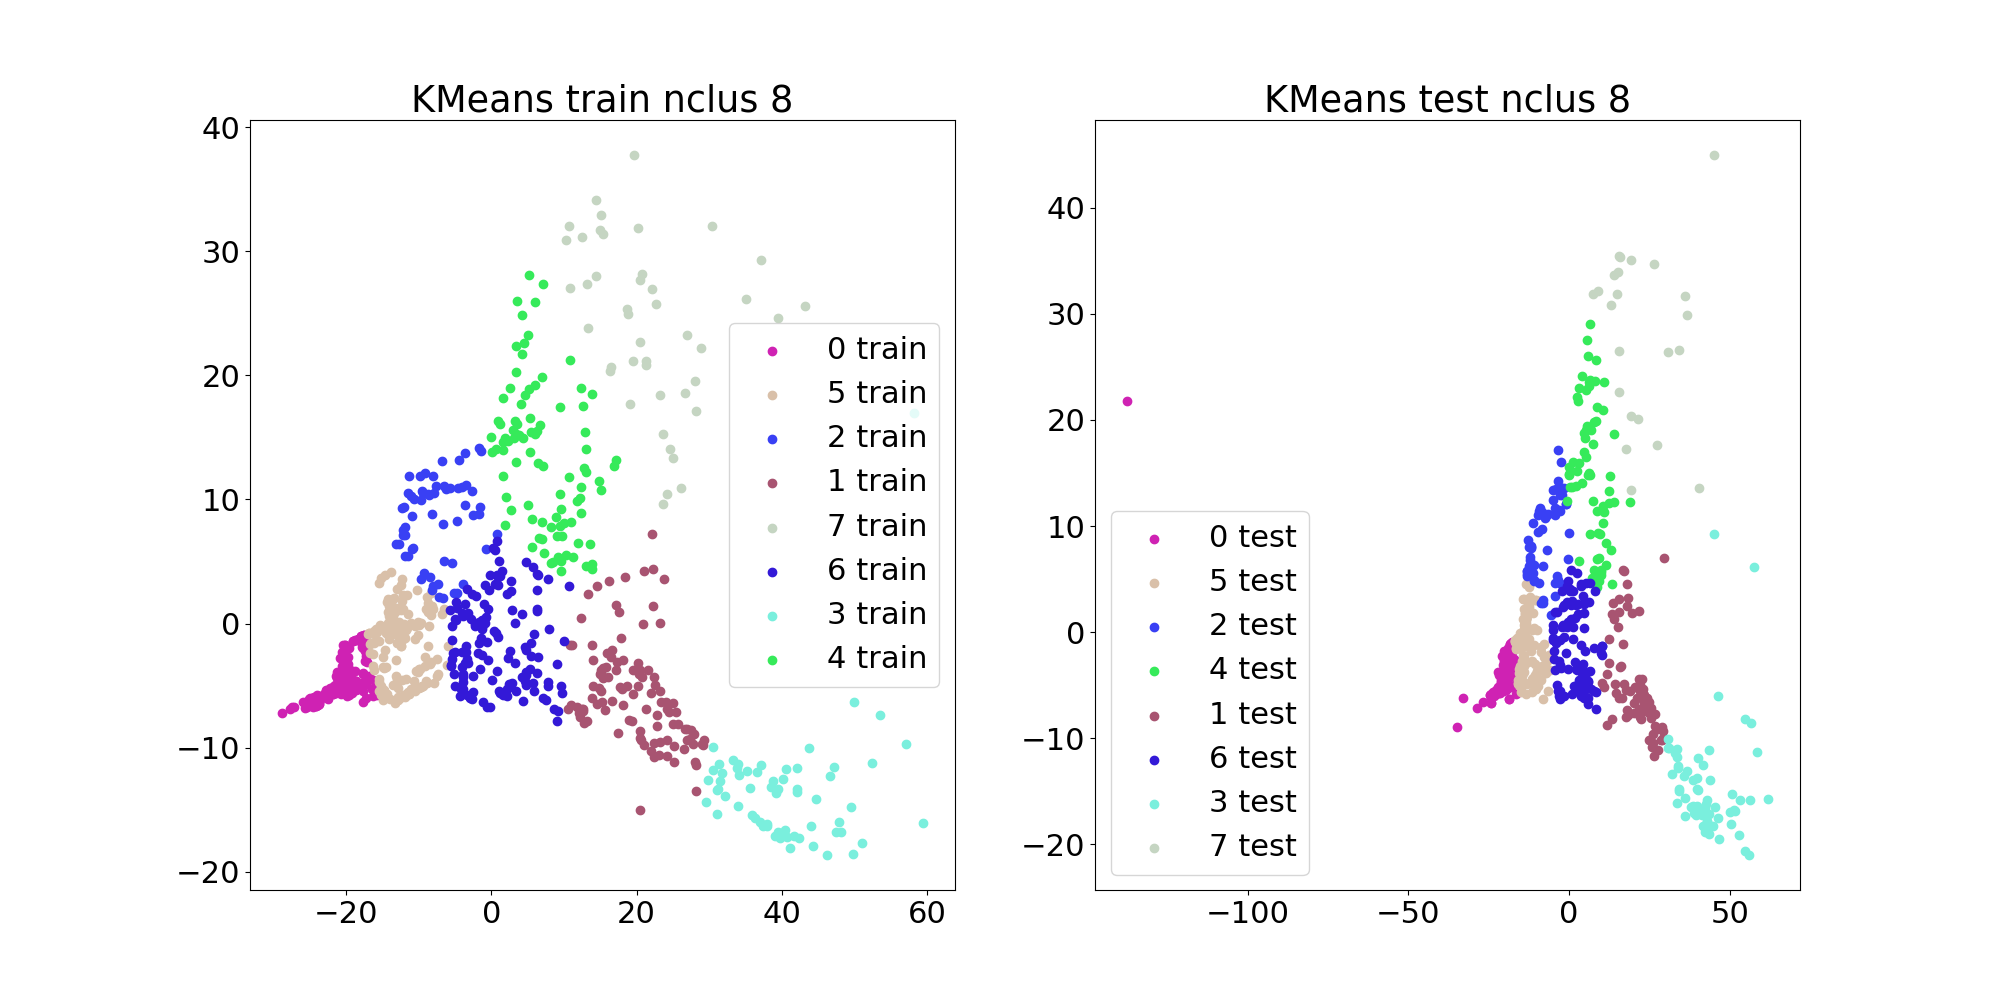 KMeans train nclus 8
40
30
20
10
0
−10
−20
−20 0 20 40 60
0 train
5 train
2 train
1 train
7 train
6 train
3 train
4 train
KMeans test nclus 8
40
30
20
10
0
−10
−20
−100 −50 0 50
0 test
5 test
2 test
4 test
1 test
6 test
3 test
7 test